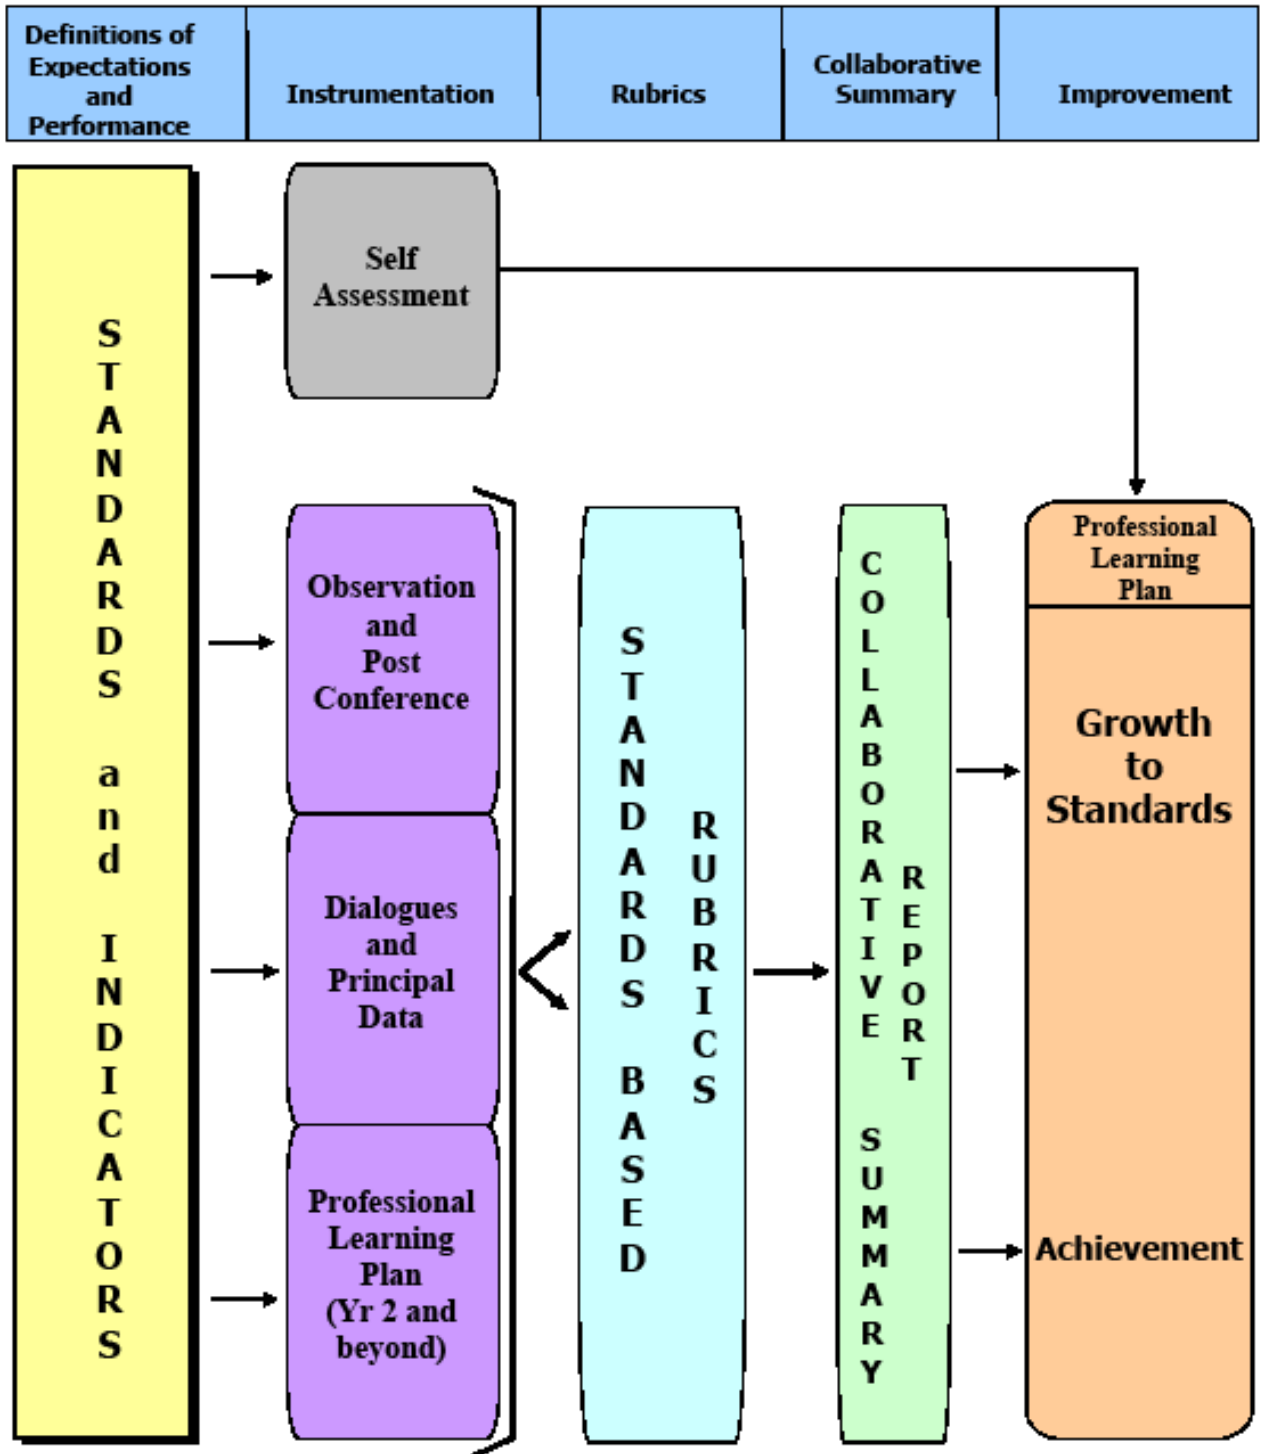 Definitions of
Expectations
and
Performance
Instrumentation
Rubrics
Collaborative
Summary
Improvement
STANDARDS and INDICATORS
Self
Assessment
Observation
and
Post
Conference
Dialogues
and
Principal
Data
Professional
Learning
Plan
(Yr 2 and
beyond)
STANDARDS BASED
RUBRICS
COLLABORATIVE SUMMARY
REPORT
Professional
Learning
Plan
Growth
to
Standards
Achievement